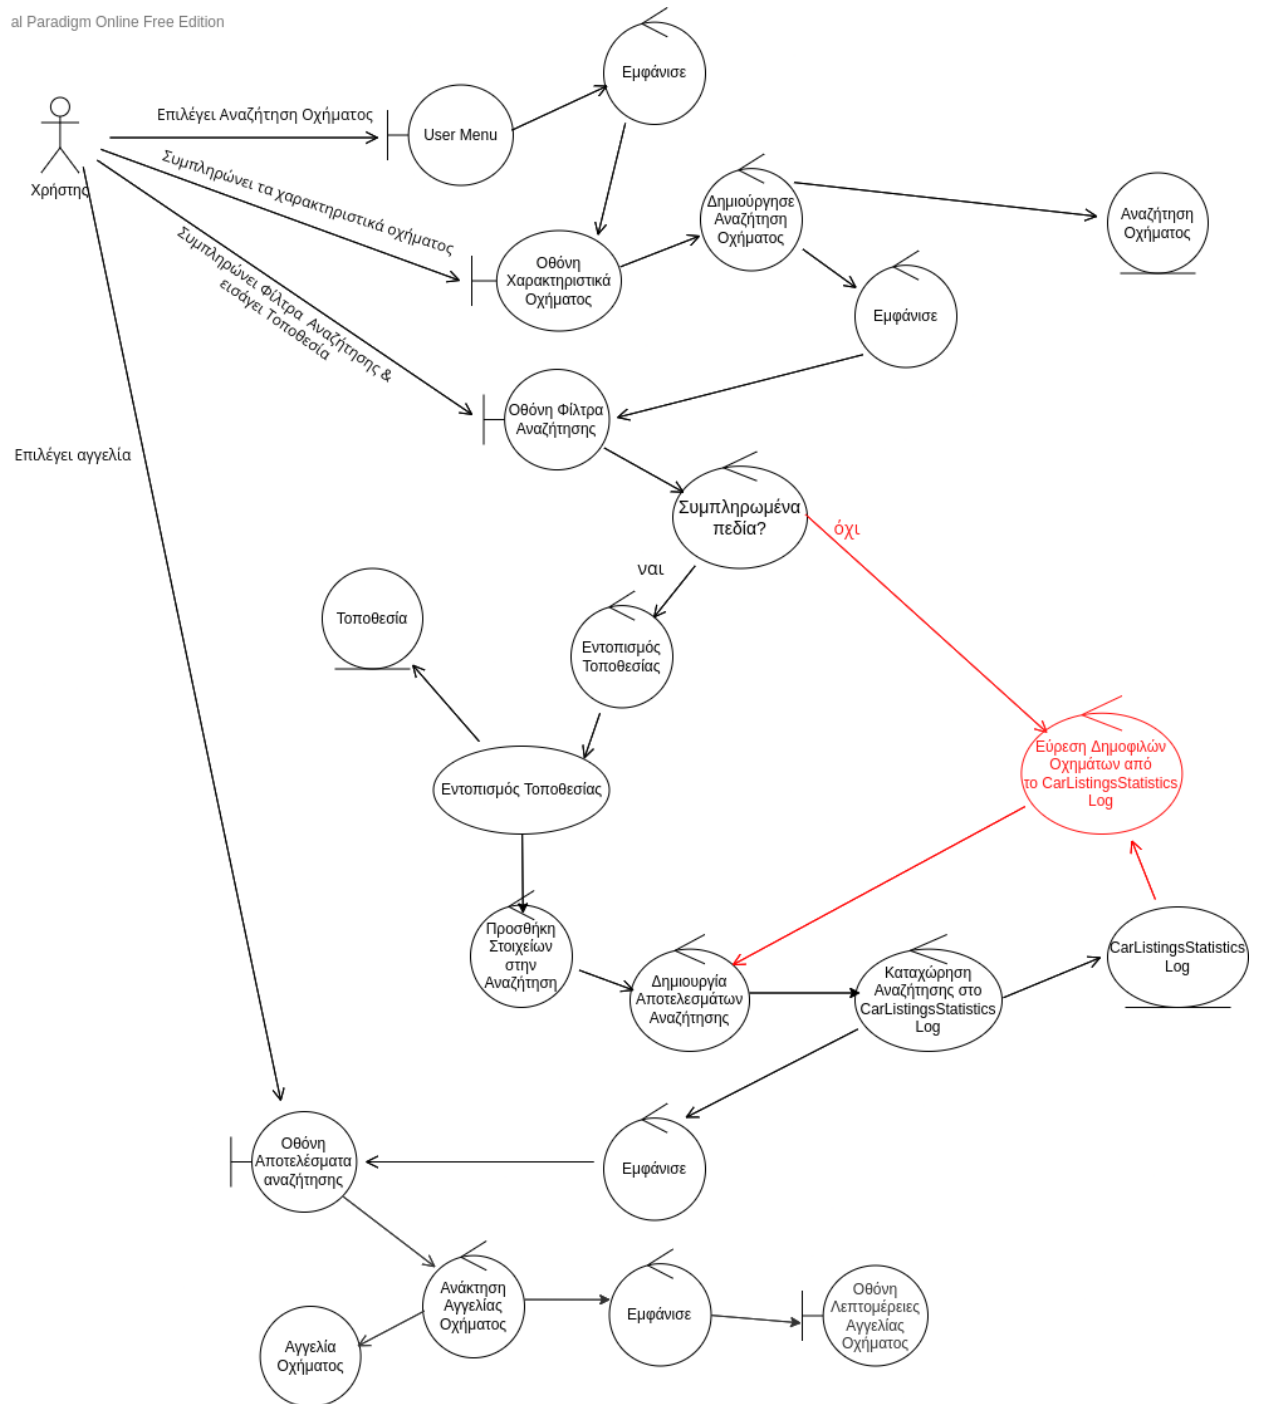 al Paradigm Online Free Edition
Εμφάνισε
Επιλέγει Αναζήτηση Οχήματος
User Menu
Χρήστης
Συμπληρώνει τα χαρακτηριστικά οχήματος
Δημιούργησε
Αναζήτηση
Οχήματος
Αναζήτηση
Οχήματος
Οθόνη
Χαρακτηριστικά
Οχήματος
Συμπληρώνει Φίλτρα Αναζήτησης &
εισάγει Τοποθεσία
Εμφάνισε
Οθόνη Φίλτρα
Αναζήτησης
Επιλέγει αγγελία
Συμπληρωμένα
πεδία?
όχι
ναι
Τοποθεσία
Εντοπισμός
Τοποθεσίας
Εύρεση Δημοφιλών
Οχημάτων από
το CarListingsStatistics
Log
Εντοπισμός Τοποθεσίας
Προσθήκη
Στοιχείων
στην
Αναζήτηση
Δημιουργία
Αποτελεσμάτων
Αναζήτησης
Καταχώρηση
Αναζήτησης στο
CarListingsStatistics
Log
CarListingsStatistics
Log
Οθόνη
Αποτελέσματα
αναζήτησης
Εμφάνισε
Ανάκτηση
Αγγελίας
Οχήματος
Εμφάνισε
Οθόνη
Λεπτομέρειες
Αγγελίας
Οχήματος
Αγγελία
Οχήματος